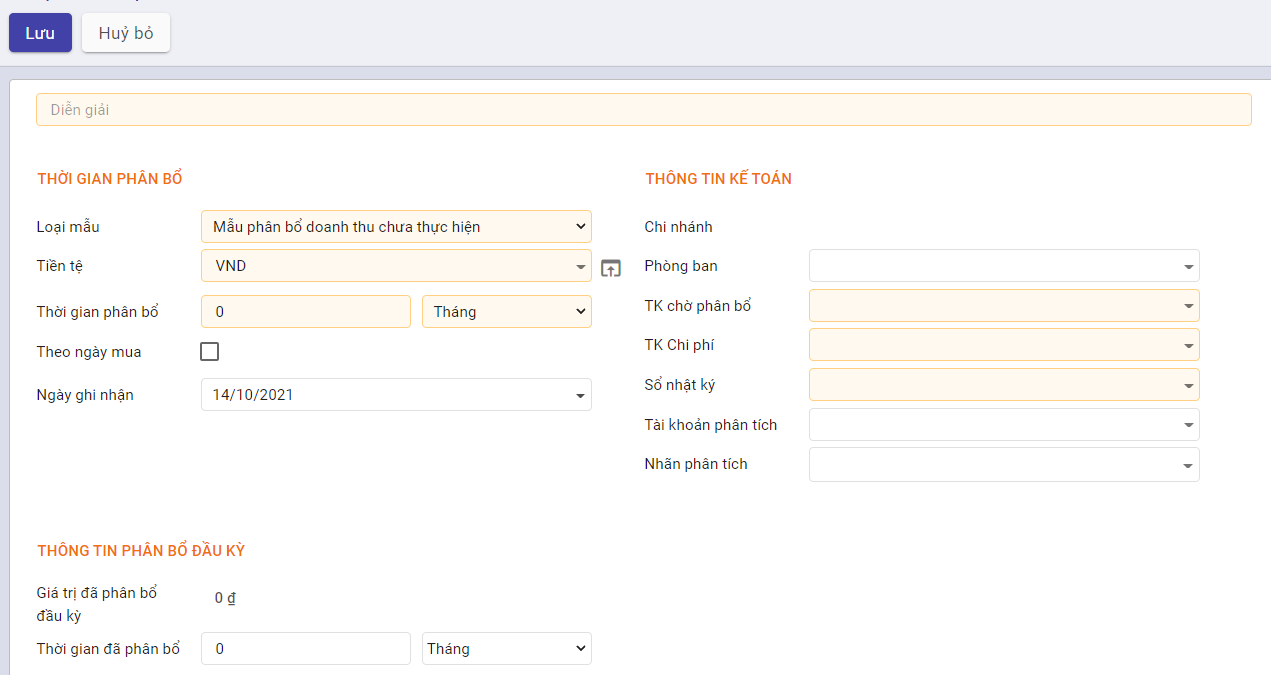 Lưu
Huỷ bỏ
Diễn giải
THỜI GIAN PHÂN BỔ
Loại mẫu
Mẫu phân bổ doanh thu chưa thực hiện
Tiền tệ
VND
Thời gian phân bổ
0
Tháng
Theo ngày mua
Ngày ghi nhận
14/10/2021
THÔNG TIN KẾ TOÁN
Chi nhánh
Phòng ban
TK chờ phân bổ
TK Chi phí
Sổ nhật ký
Tài khoản phân tích
Nhãn phân tích
THÔNG TIN PHÂN BỔ ĐẦU KỲ
Giá trị đã phân bổ
đầu kỳ
0 ₫
Thời gian đã phân bổ
0
Tháng